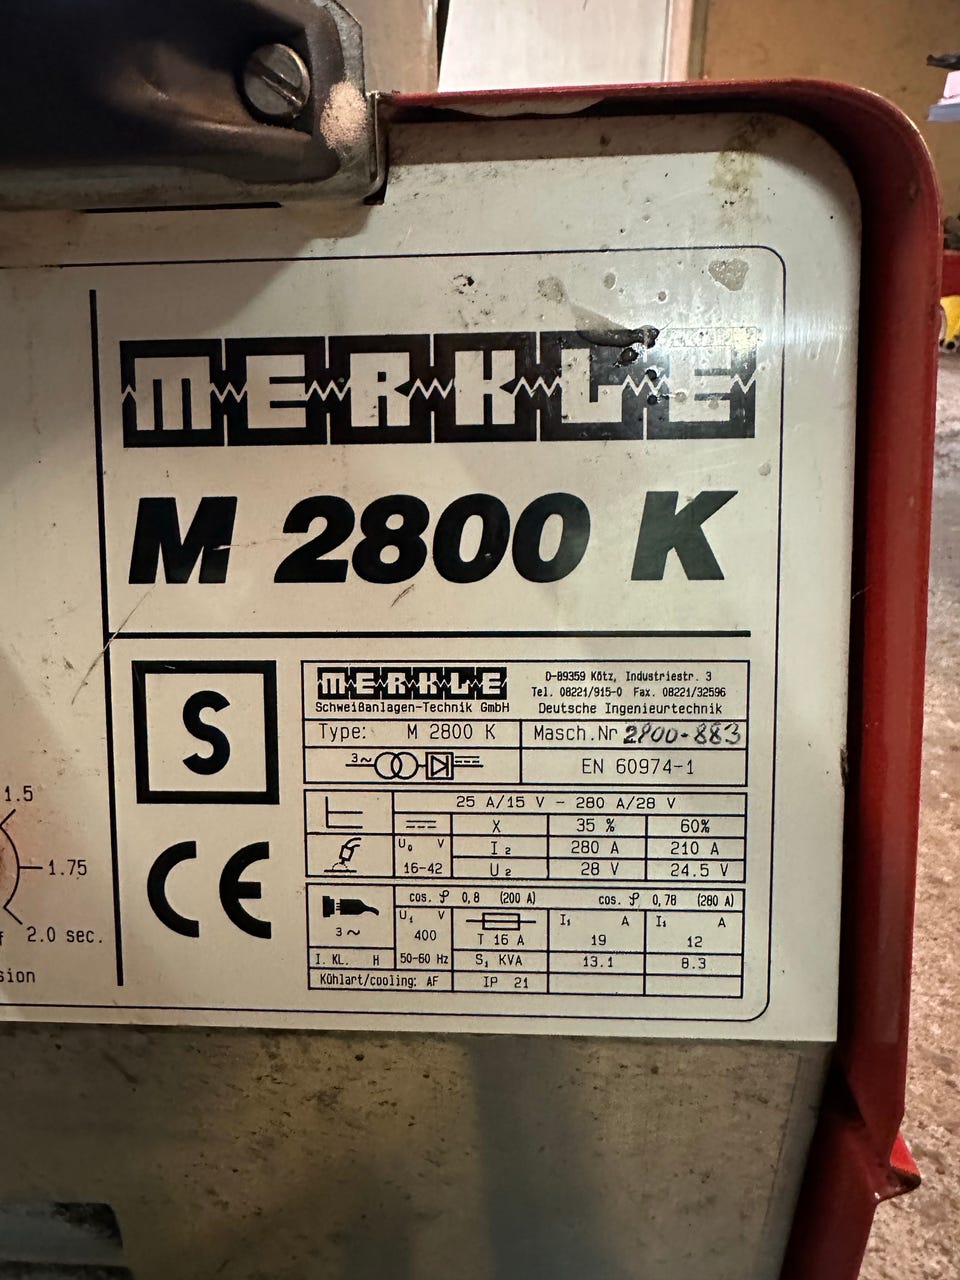 MERKLE
M 2800 K
S
CE
MERKLE
Schweißanlagen-Technik GmbH
D-89359 Kötz, Industriestr. 3
Tel. 08221/915-0 Fax. 08221/32596
Deutsche Ingenieurtechnik
Type: M 2800 K
Masch.Nr 2800-883
3~
EN 60974-1
25 A/15 V - 280 A/28 V
X 35 % 60%
U₀ V
16-42
I₂ 280 A 210 A
U₂ 28 V 24.5 V
cos. φ 0,8 (200 A) cos. φ 0,78 (280 A)
3~
U₁ V
400
T 16 A
I₁ A
19
I₁ A
12
I. KL. H
50-60 Hz
S₁ KVA 13.1 8.3
Kühlart/cooling: AF
IP 21
1.5
1.75
2.0 sec.